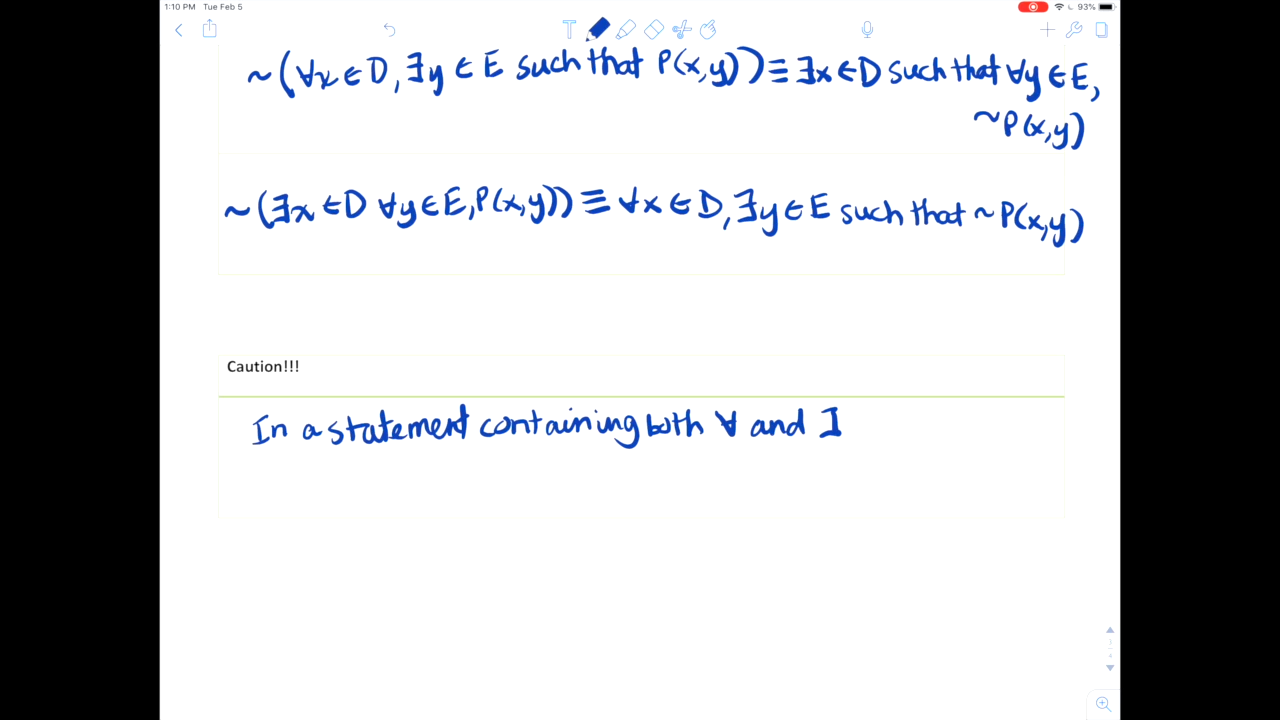 1:10 PM Tue Feb 5
93%
T
~(∀x ∈ D, ∃y ∈ E such that P(x,y)) ≡ ∃x ∈ D such that ∀y ∈ E,
~P(x,y)
~(∃x ∈ D ∀y ∈ E, P(x,y)) ≡ ∀x ∈ D, ∃y ∈ E such that ~P(x,y)
Caution!!!
In a statement containing both ∀ and ∃